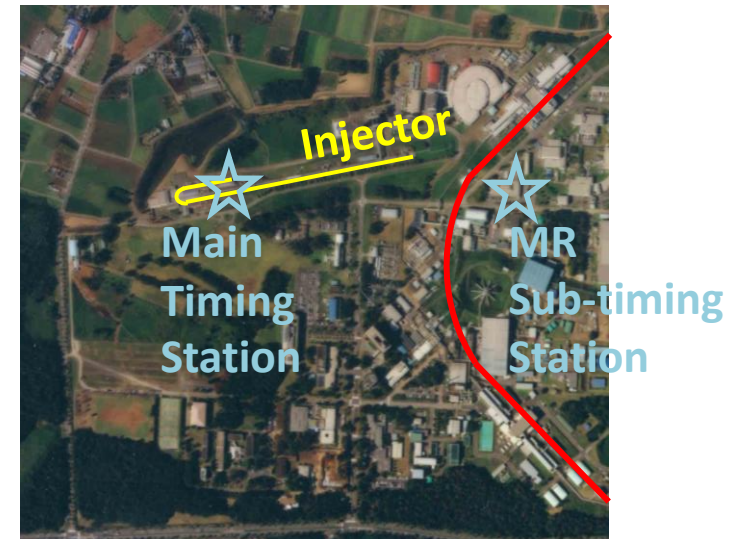 Injector
Main
Timing
Station
MR
Sub-timing
Station